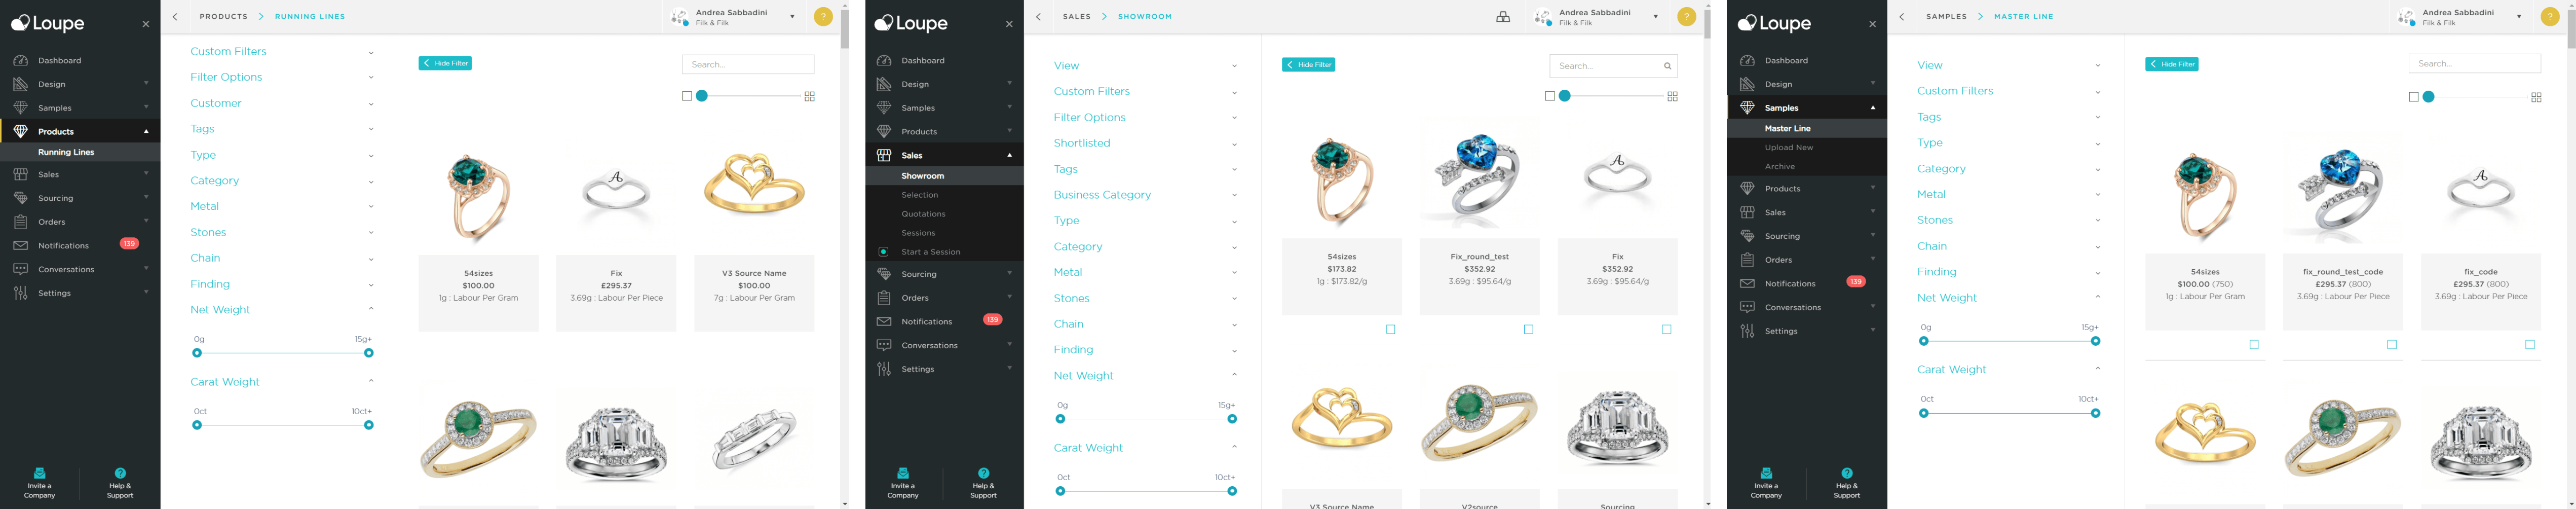 Loupe
Dashboard
Design
Samples
Products
Running Lines
Sales
Sourcing
Orders
Notifications 139
Conversations
Settings
Invite a
Company
Help &
Support
PRODUCTS RUNNING LINES
Andrea Sabbadini
Filk & Filk
?
Custom Filters
Filter Options
Customer
Tags
Type
Category
Metal
Stones
Chain
Finding
Net Weight
0g 15g+
Carat Weight
0ct 10ct+
Hide Filter
Search...
54sizes
$100.00
1g : Labour Per Gram
Fix
£295.37
3.69g : Labour Per Piece
V3 Source Name
$100.00
7g : Labour Per Gram
Loupe
Dashboard
Design
Samples
Products
Sales
Showroom
Selection
Quotations
Sessions
Start a Session
Sourcing
Orders
Notifications 139
Conversations
Settings
Invite a
Company
Help &
Support
SALES SHOWROOM
Andrea Sabbadini
Filk & Filk
?
View
Custom Filters
Filter Options
Shortlisted
Tags
Business Category
Type
Category
Metal
Stones
Chain
Finding
Net Weight
0g 15g+
Carat Weight
0ct 10ct+
Hide Filter
Search...
54sizes
$173.82
1g : $173.82/g
Fix_round_test
$352.92
3.69g : $95.64/g
Fix
$352.92
3.69g : $95.64/g
V3 Source Name
V2source
Sourcing
Loupe
Dashboard
Design
Samples
Master Line
Upload New
Archive
Products
Sales
Sourcing
Orders
Notifications 139
Conversations
Settings
Invite a
Company
Help &
Support
SAMPLES MASTER LINE
Andrea Sabbadini
Filk & Filk
?
View
Custom Filters
Tags
Type
Category
Metal
Stones
Chain
Finding
Net Weight
0g 15g+
Carat Weight
0ct 10ct+
Hide Filter
Search...
54sizes
$100.00 (750)
1g : Labour Per Gram
fix_round_test_code
£295.37 (800)
3.69g : Labour Per Piece
fix_code
£295.37 (800)
3.69g : Labour Per Piece